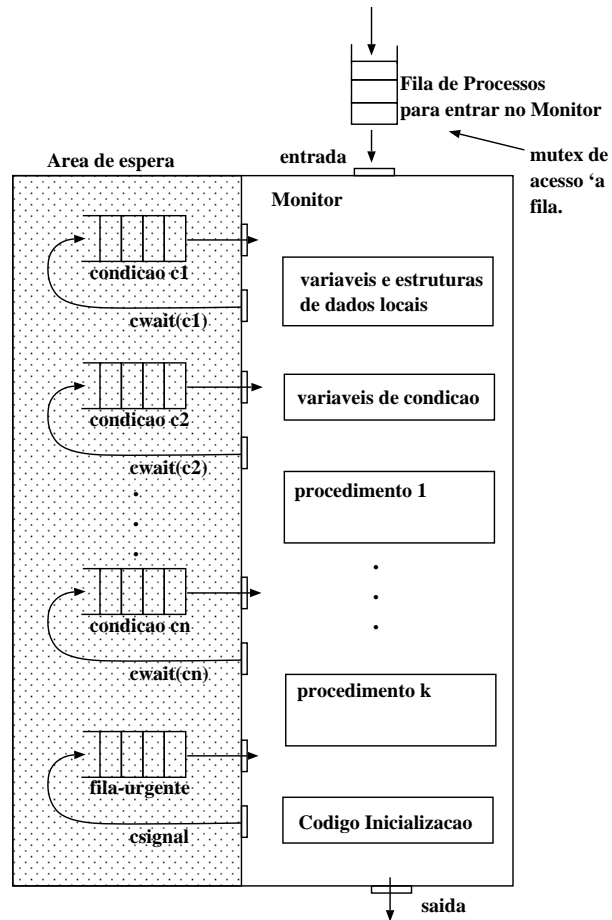 Fila de Processos
para entrar no Monitor
mutex de
acesso ‘a
fila.
entrada
Area de espera
Monitor
condicao c1
cwait(c1)
variaveis e estruturas
de dados locais
condicao c2
cwait(c2)
variaveis de condicao
procedimento 1
condicao cn
cwait(cn)
procedimento k
fila-urgente
csignal
Codigo Inicializacao
saida